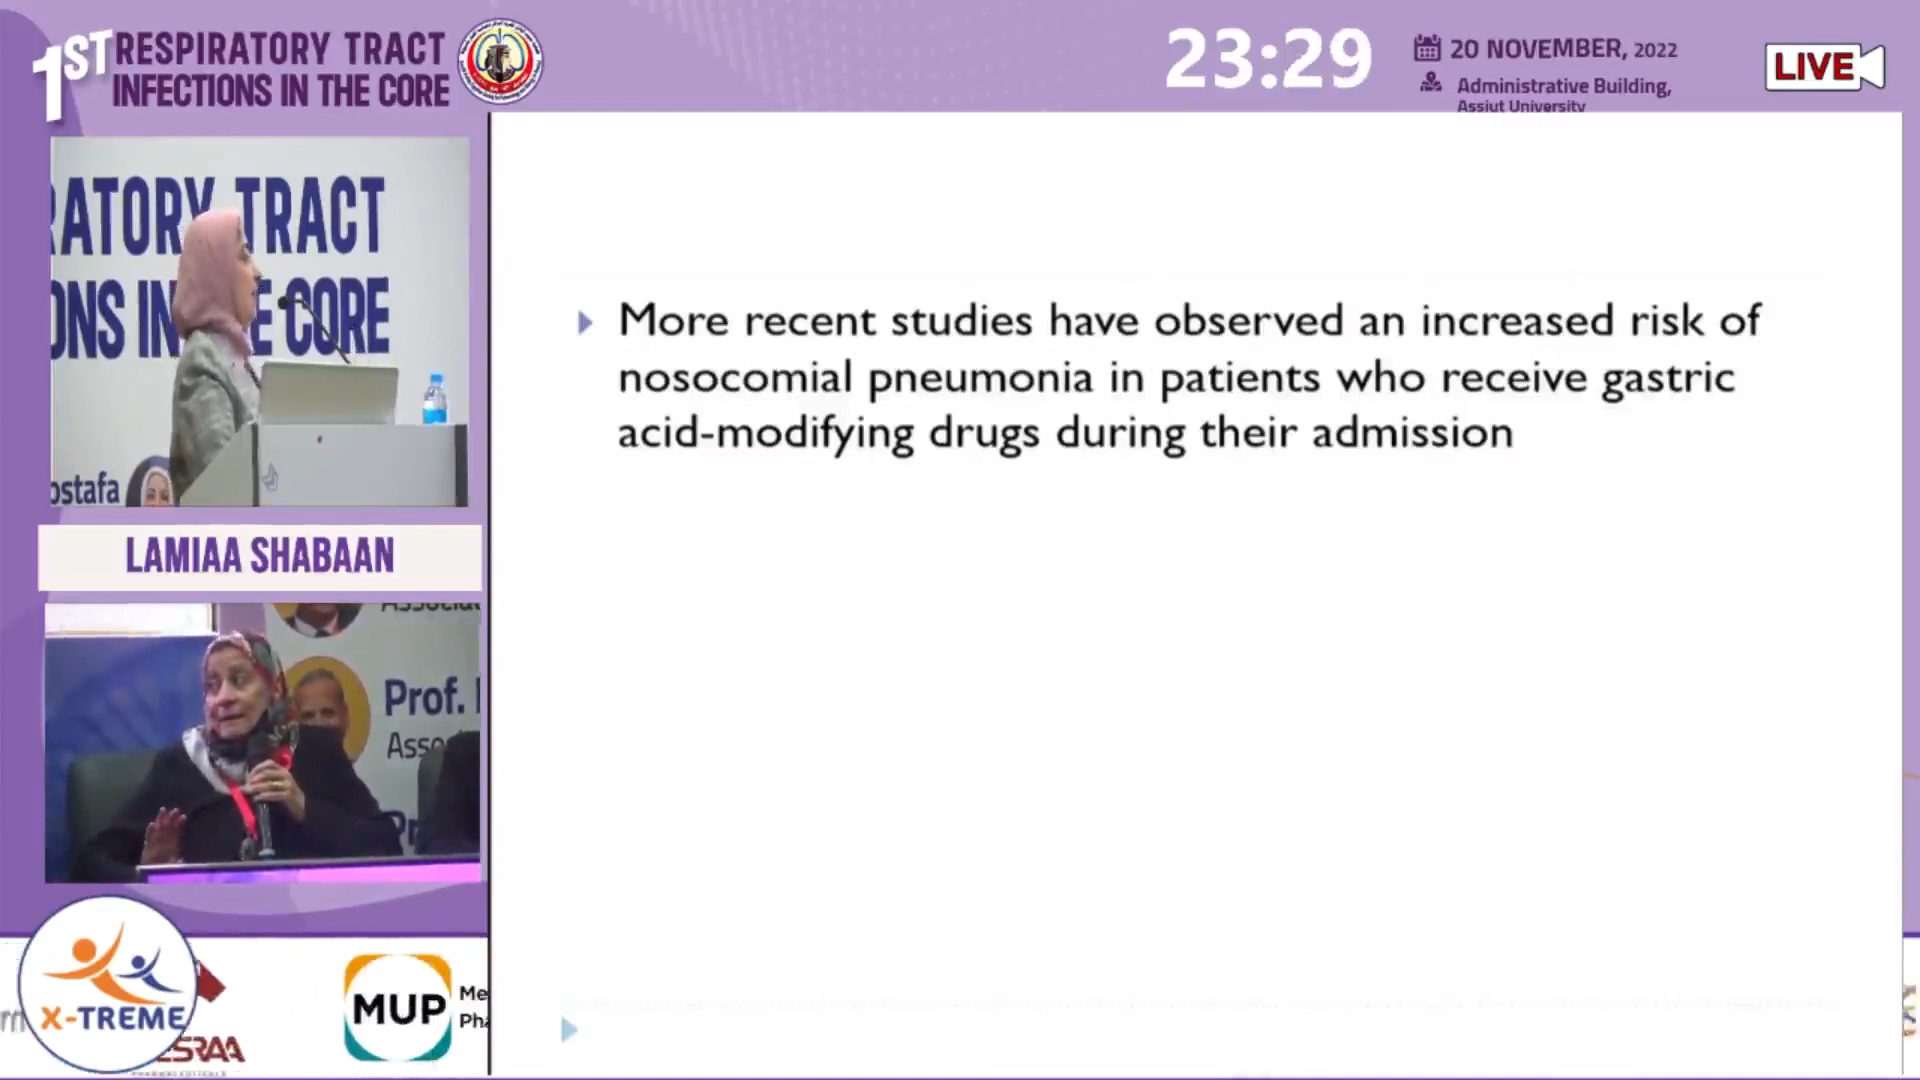 1ST RESPIRATORY TRACT
INFECTIONS IN THE CORE
23:29
20 NOVEMBER, 2022
Administrative Building,
Assiut University
LIVE
RATORY TRACT
ONS IN THE CORE
ostafa
LAMIAA SHABAAN
Prof.
More recent studies have observed an increased risk of
nosocomial pneumonia in patients who receive gastric
acid-modifying drugs during their admission
X-TREME
ESRAA
MUP
Me
Pha